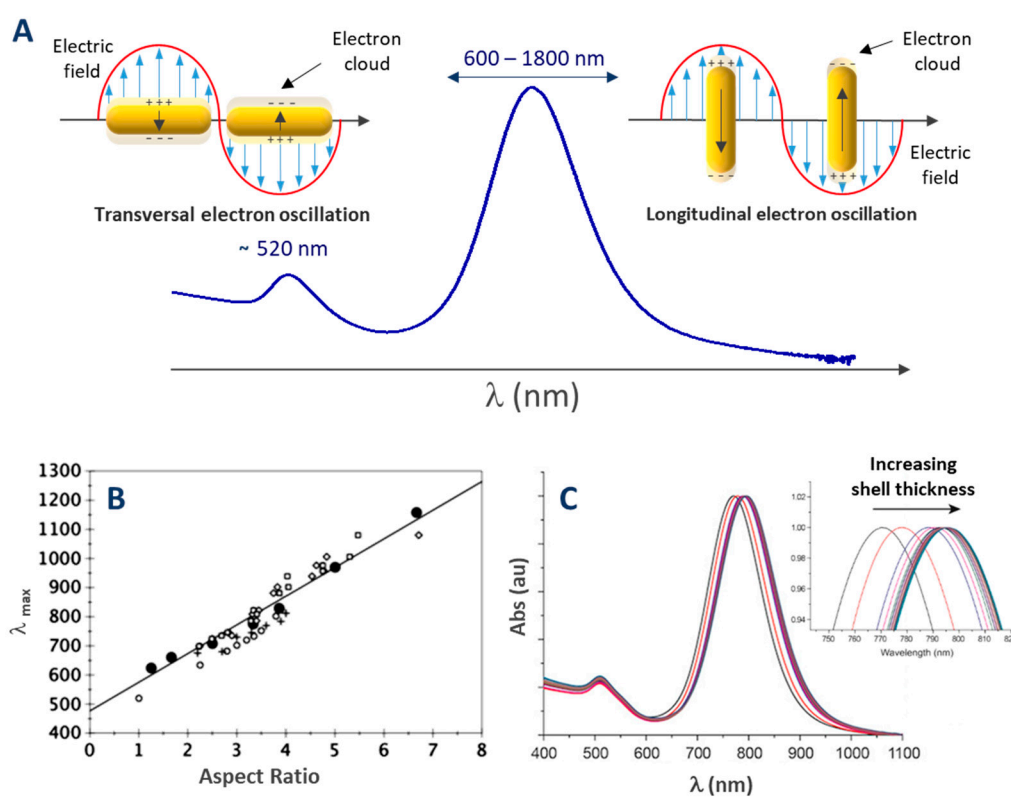 A
Electric
field
+ + +
- - -
- - -
+ + +
Electron
cloud
Transversal electron oscillation
~ 520 nm
600 – 1800 nm
+ + +
- - -
- - -
+ + +
Electron
cloud
Electric
field
Longitudinal electron oscillation
λ (nm)
B
λ max
1300
1200
1100
1000
900
800
700
600
500
400
0 1 2 3 4 5 6 7 8
Aspect Ratio
C
Abs (au)
400 500 600 700 800 900 1000 1100
λ (nm)
Increasing
shell thickness
1.02
1.00
0.98
0.96
0.94
750 760 770 780 790 800 810 82
Wavelength (nm)